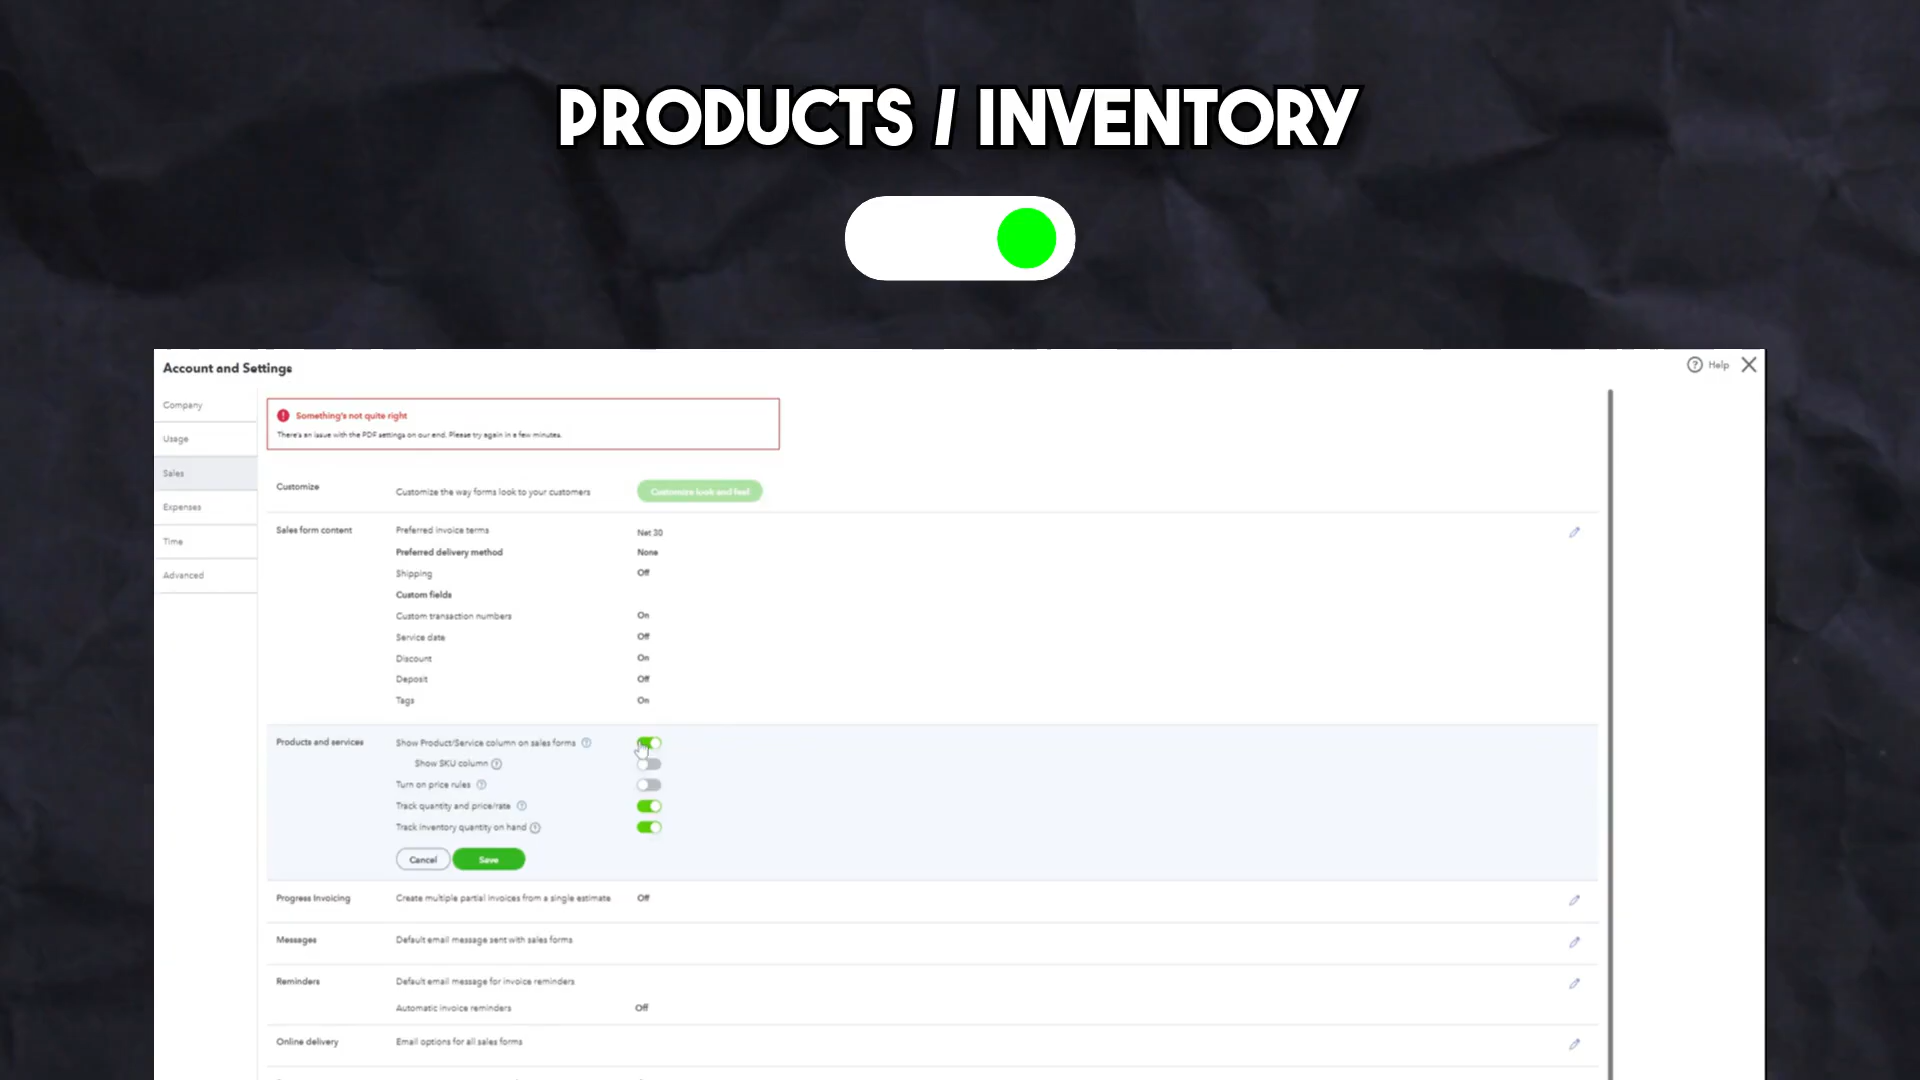 PRODUCTS / INVENTORY
Account and Settings
Help
Company
Usage
Sales
Expenses
Time
Advanced
Something's not quite right
There's an issue with the PDF settings on our end. Please try again in a few minutes.
Customize
Customize the way forms look to your customers
Customize look and feel
Sales form content
Preferred invoice terms
Net 30
Preferred delivery method
None
Shipping
Off
Custom fields
Custom transaction numbers
On
Service date
Off
Discount
On
Deposit
Off
Tags
On
Products and services
Show Product/Service column on sales forms
Show SKU column
Turn on price rules
Track quantity and price/rate
Track inventory quantity on hand
Cancel
Save
Progress Invoicing
Create multiple partial invoices from a single estimate
Off
Messages
Default email message sent with sales forms
Reminders
Default email message for invoice reminders
Automatic invoice reminders
Off
Online delivery
Email options for all sales forms